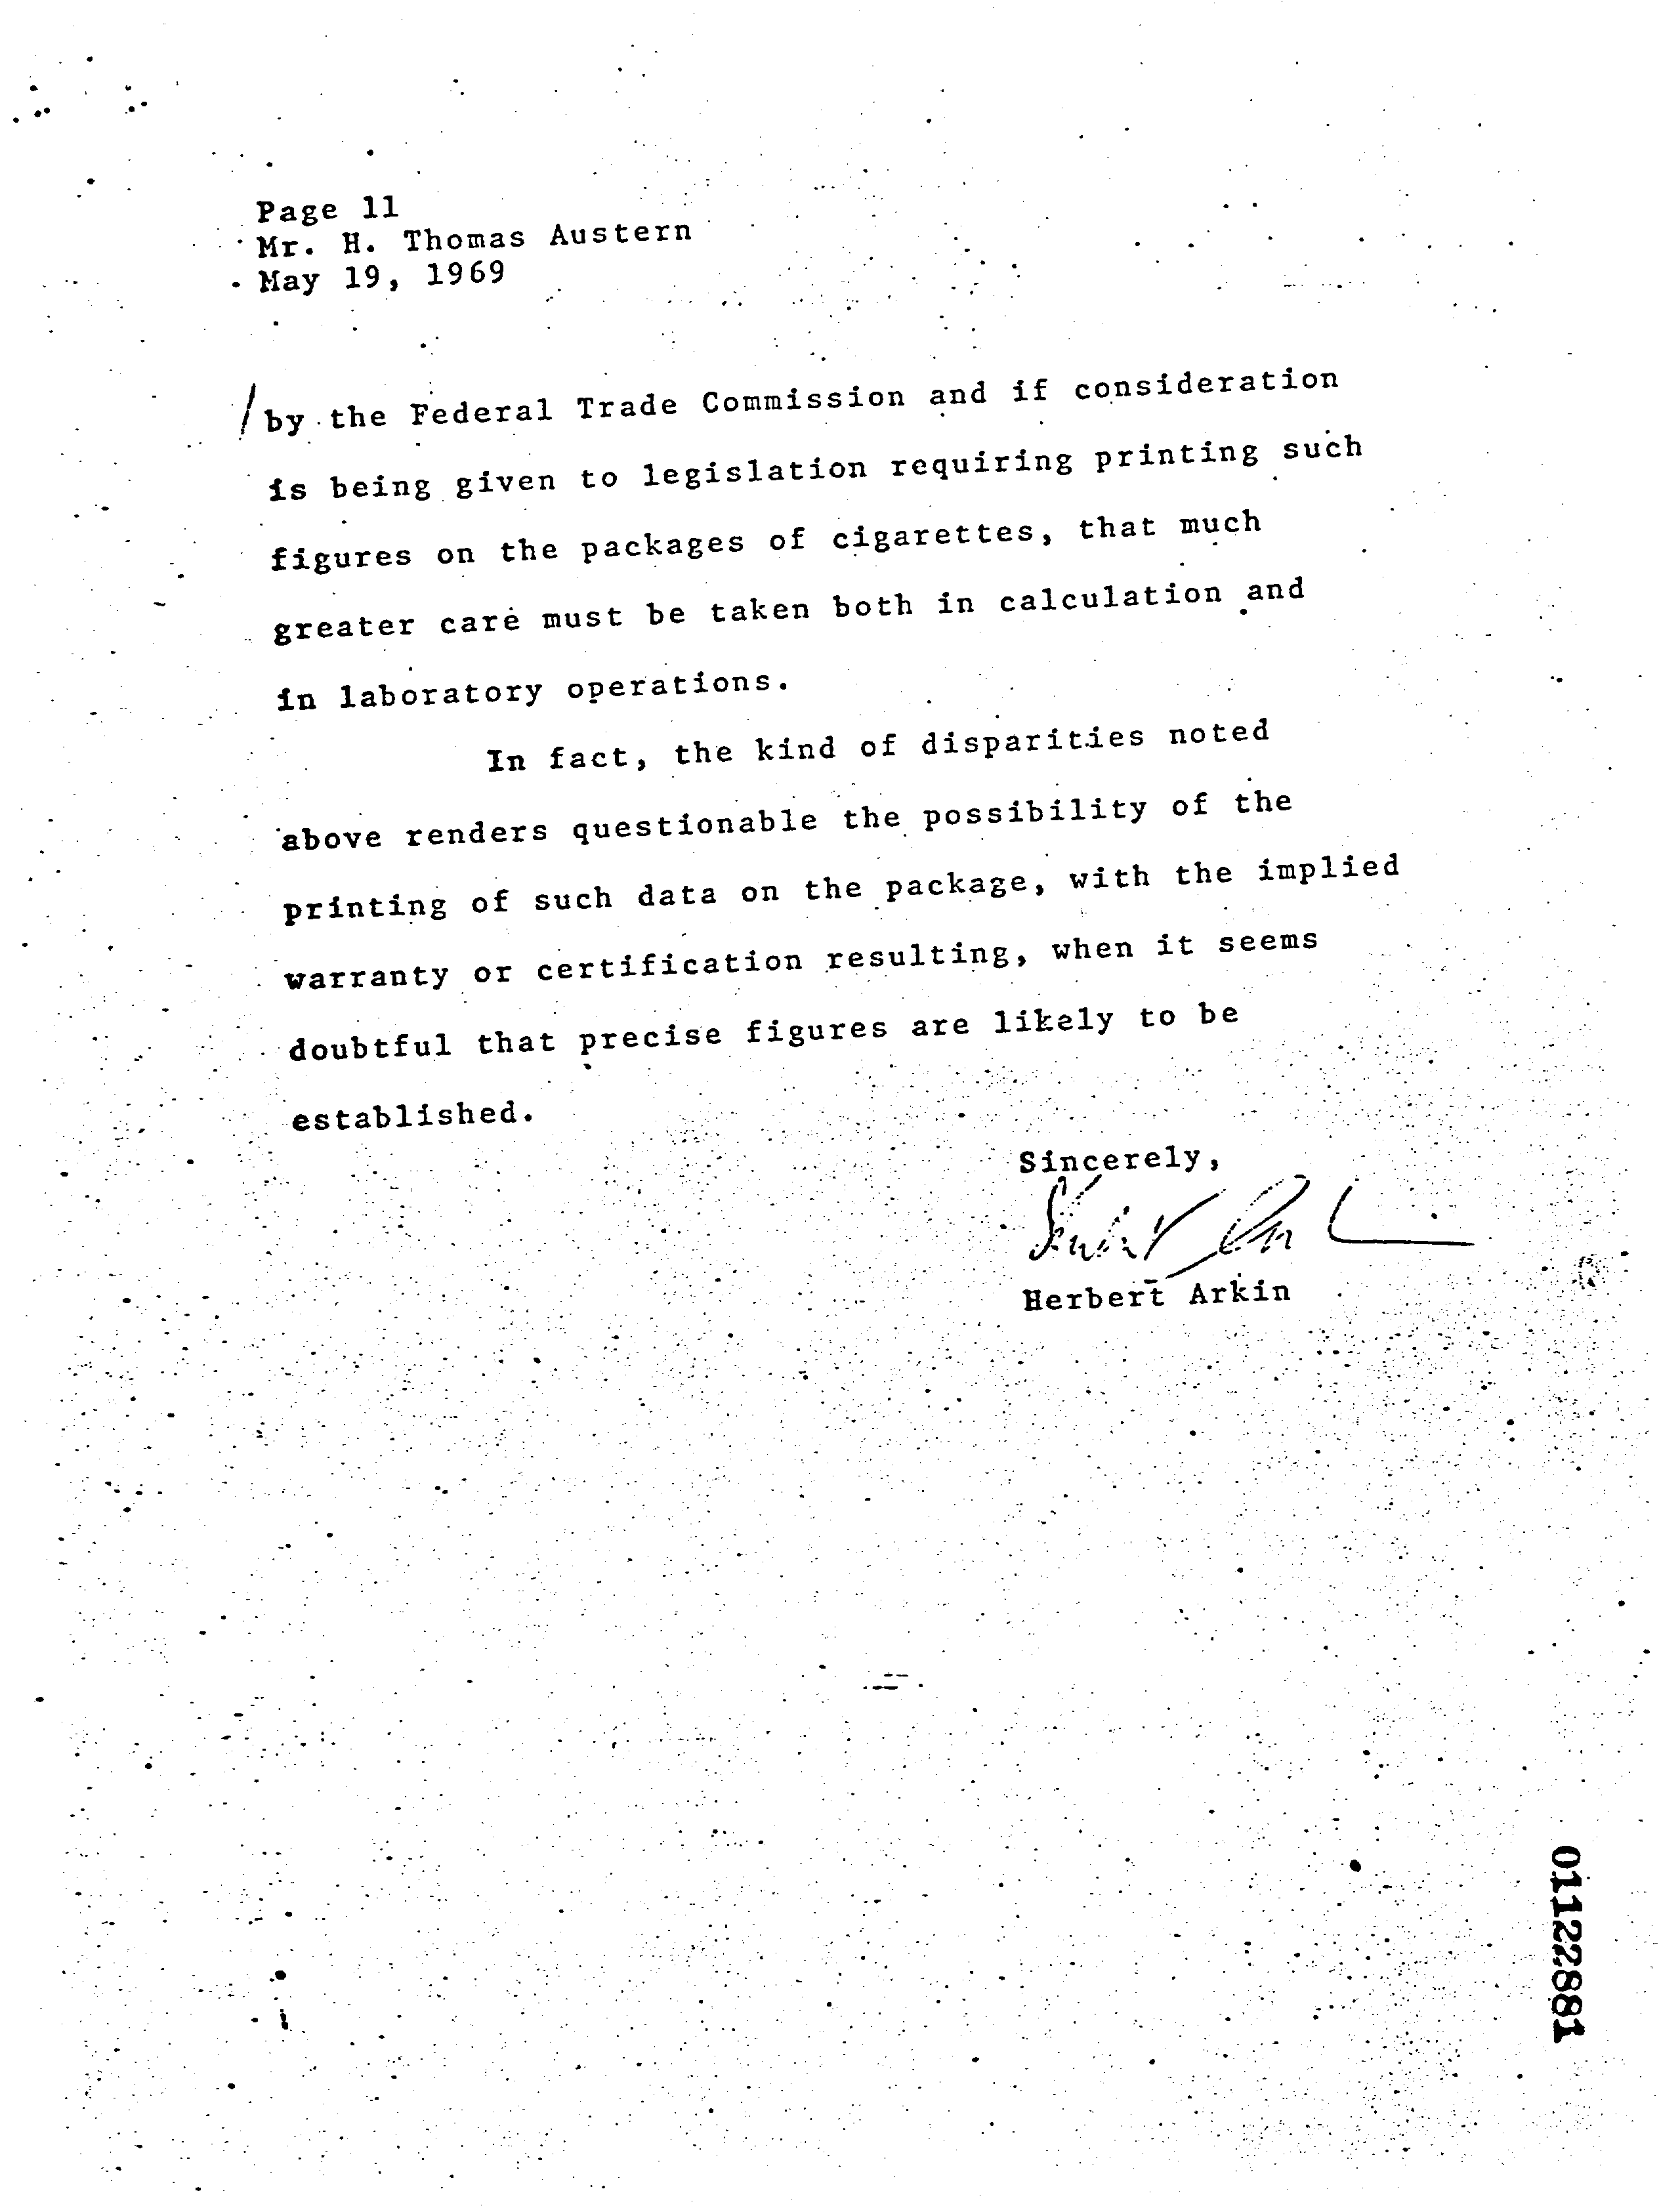 Page 11
Mr. H. Thomas Austern
May 19, 1969
by the Federal Trade Commission and if consideration
is being given to legislation requiring printing such
figures on the packages of cigarettes, that much
greater care must be taken both in calculation and
in laboratory operations.
In fact, the kind of disparities noted
above renders questionable the possibility of the
printing of such data on the package, with the implied
warranty or certification resulting, when it seems
doubtful that precise figures are likely to be
established.
Sincerely,
Herbert Arkin
Herbert Arkin
01122881